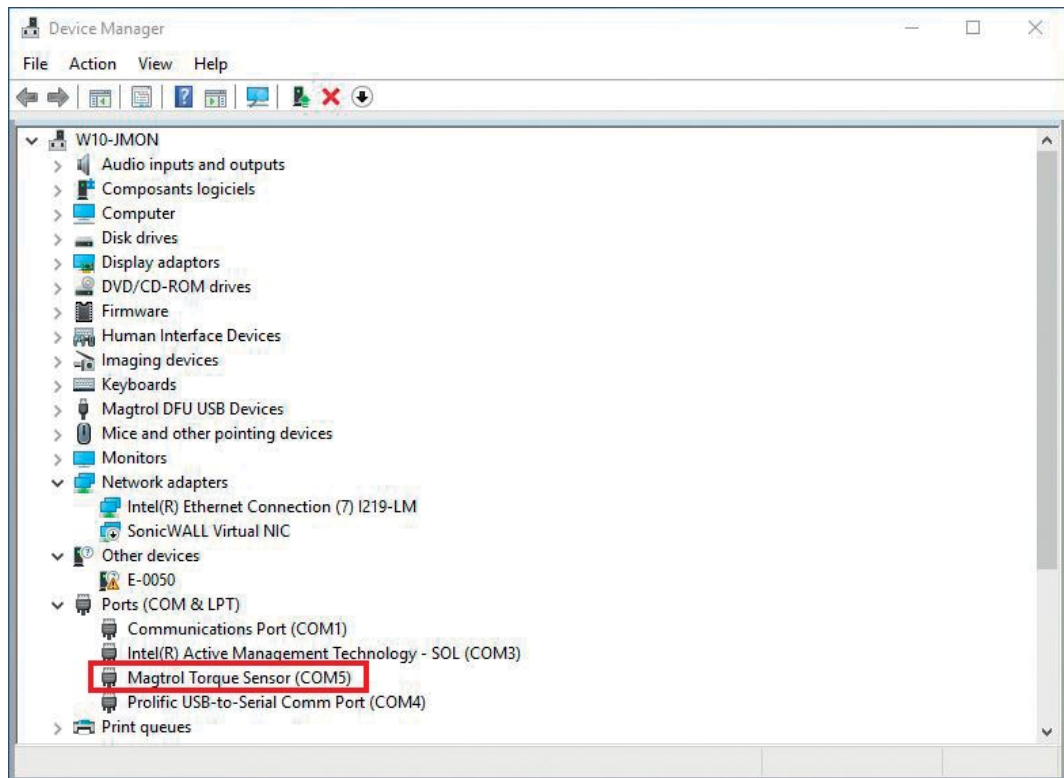 Device Manager
File Action View Help
W10-JMON
Audio inputs and outputs
Composants logiciels
Computer
Disk drives
Display adaptors
DVD/CD-ROM drives
Firmware
Human Interface Devices
Imaging devices
Keyboards
Magtrol DFU USB Devices
Mice and other pointing devices
Monitors
Network adapters
Intel(R) Ethernet Connection (7) I219-LM
SonicWALL Virtual NIC
Other devices
E-0050
Ports (COM & LPT)
Communications Port (COM1)
Intel(R) Active Management Technology - SOL (COM3)
Magtrol Torque Sensor (COM5)
Prolific USB-to-Serial Comm Port (COM4)
Print queues